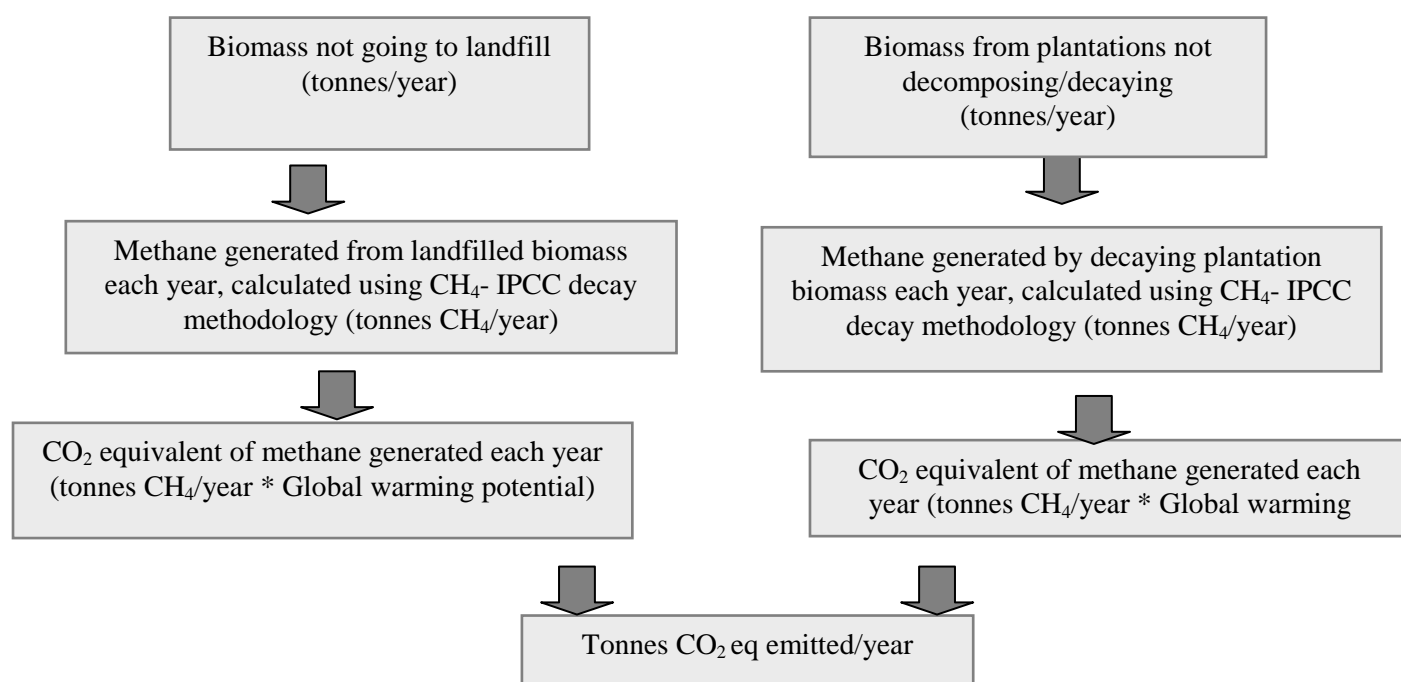 Biomass not going to landfill
(tonnes/year)
Biomass from plantations not
decomposing/decaying
(tonnes/year)
Methane generated from landfilled biomass
each year, calculated using CH₄- IPCC decay
methodology (tonnes CH₄/year)
Methane generated by decaying plantation
biomass each year, calculated using CH₄- IPCC
decay methodology (tonnes CH₄/year)
CO₂ equivalent of methane generated each year
(tonnes CH₄/year * Global warming potential)
CO₂ equivalent of methane generated each
year (tonnes CH₄/year * Global warming
Tonnes CO₂ eq emitted/year